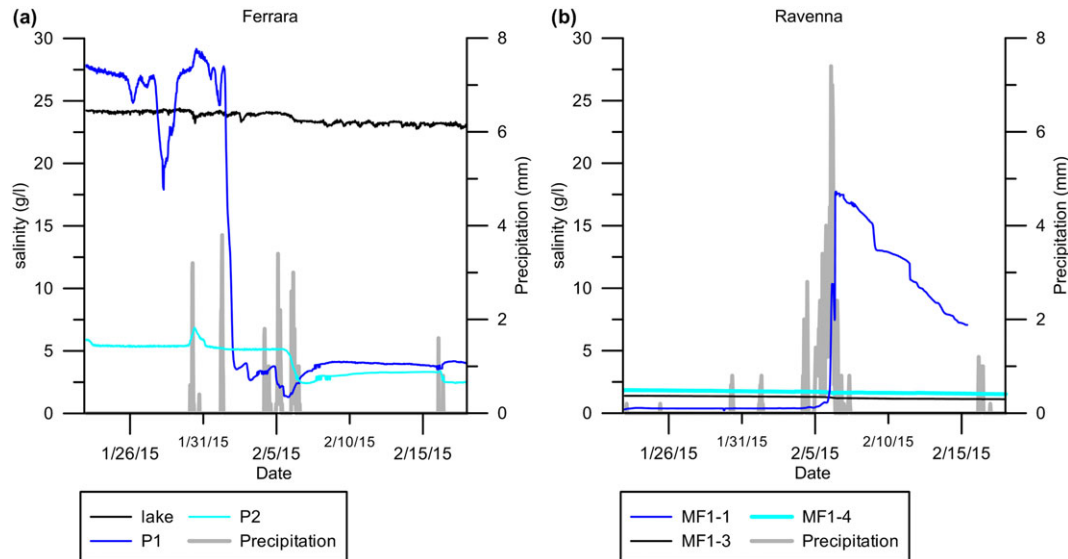 (a) Ferrara
30
25
20
15
10
5
0
salinity (g/l)
8
6
4
2
0
Precipitation (mm)
1/26/15 1/31/15 2/5/15 2/10/15 2/15/15
Date
lake P2
P1 Precipitation
(b) Ravenna
30
25
20
15
10
5
0
salinity (g/l)
8
6
4
2
0
Precipitation (mm)
1/26/15 1/31/15 2/5/15 2/10/15 2/15/15
Date
MF1-1 MF1-4
MF1-3 Precipitation